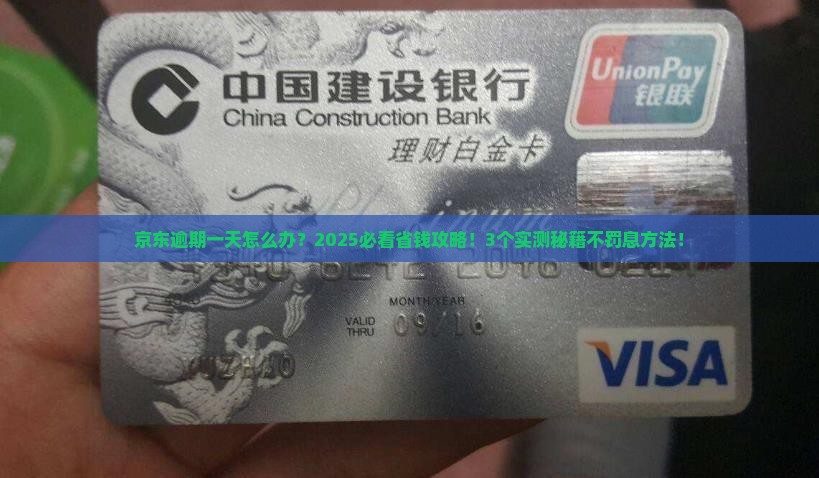 中国建设银行
China Construction Bank
理财白金卡
UnionPay
银联
京东逾期一天怎么办？2025必看省钱攻略！3个实测秘籍不罚息方法！
MONTH/YEAR
VALID
THRU
09/16
VISA